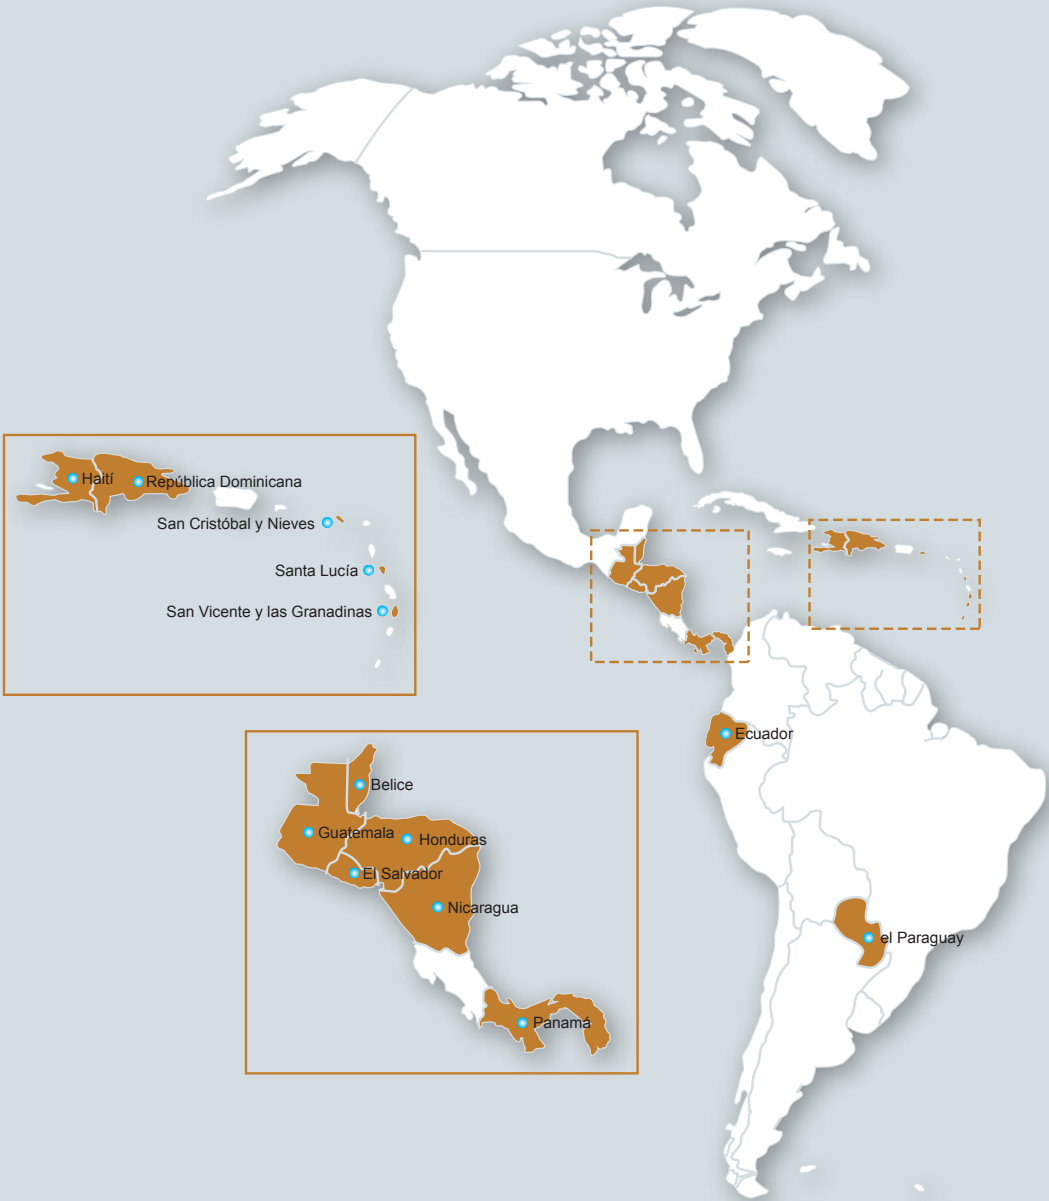 Haití
República Dominicana
San Cristóbal y Nieves
Santa Lucía
San Vicente y las Granadinas
Ecuador
Belice
Guatemala
Honduras
El Salvador
Nicaragua
el Paraguay
Panamá